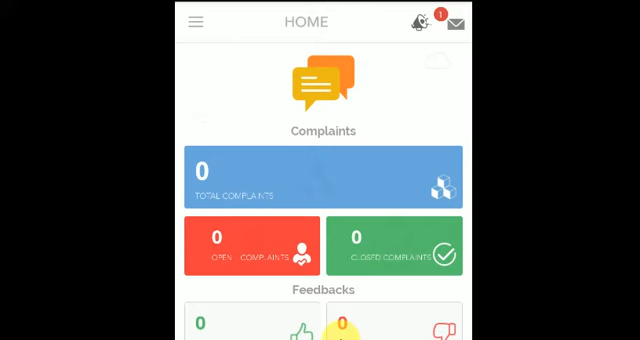 HOME
1
Complaints
0
TOTAL COMPLAINTS
0
OPEN COMPLAINTS
0
CLOSED COMPLAINTS
Feedbacks
0
0